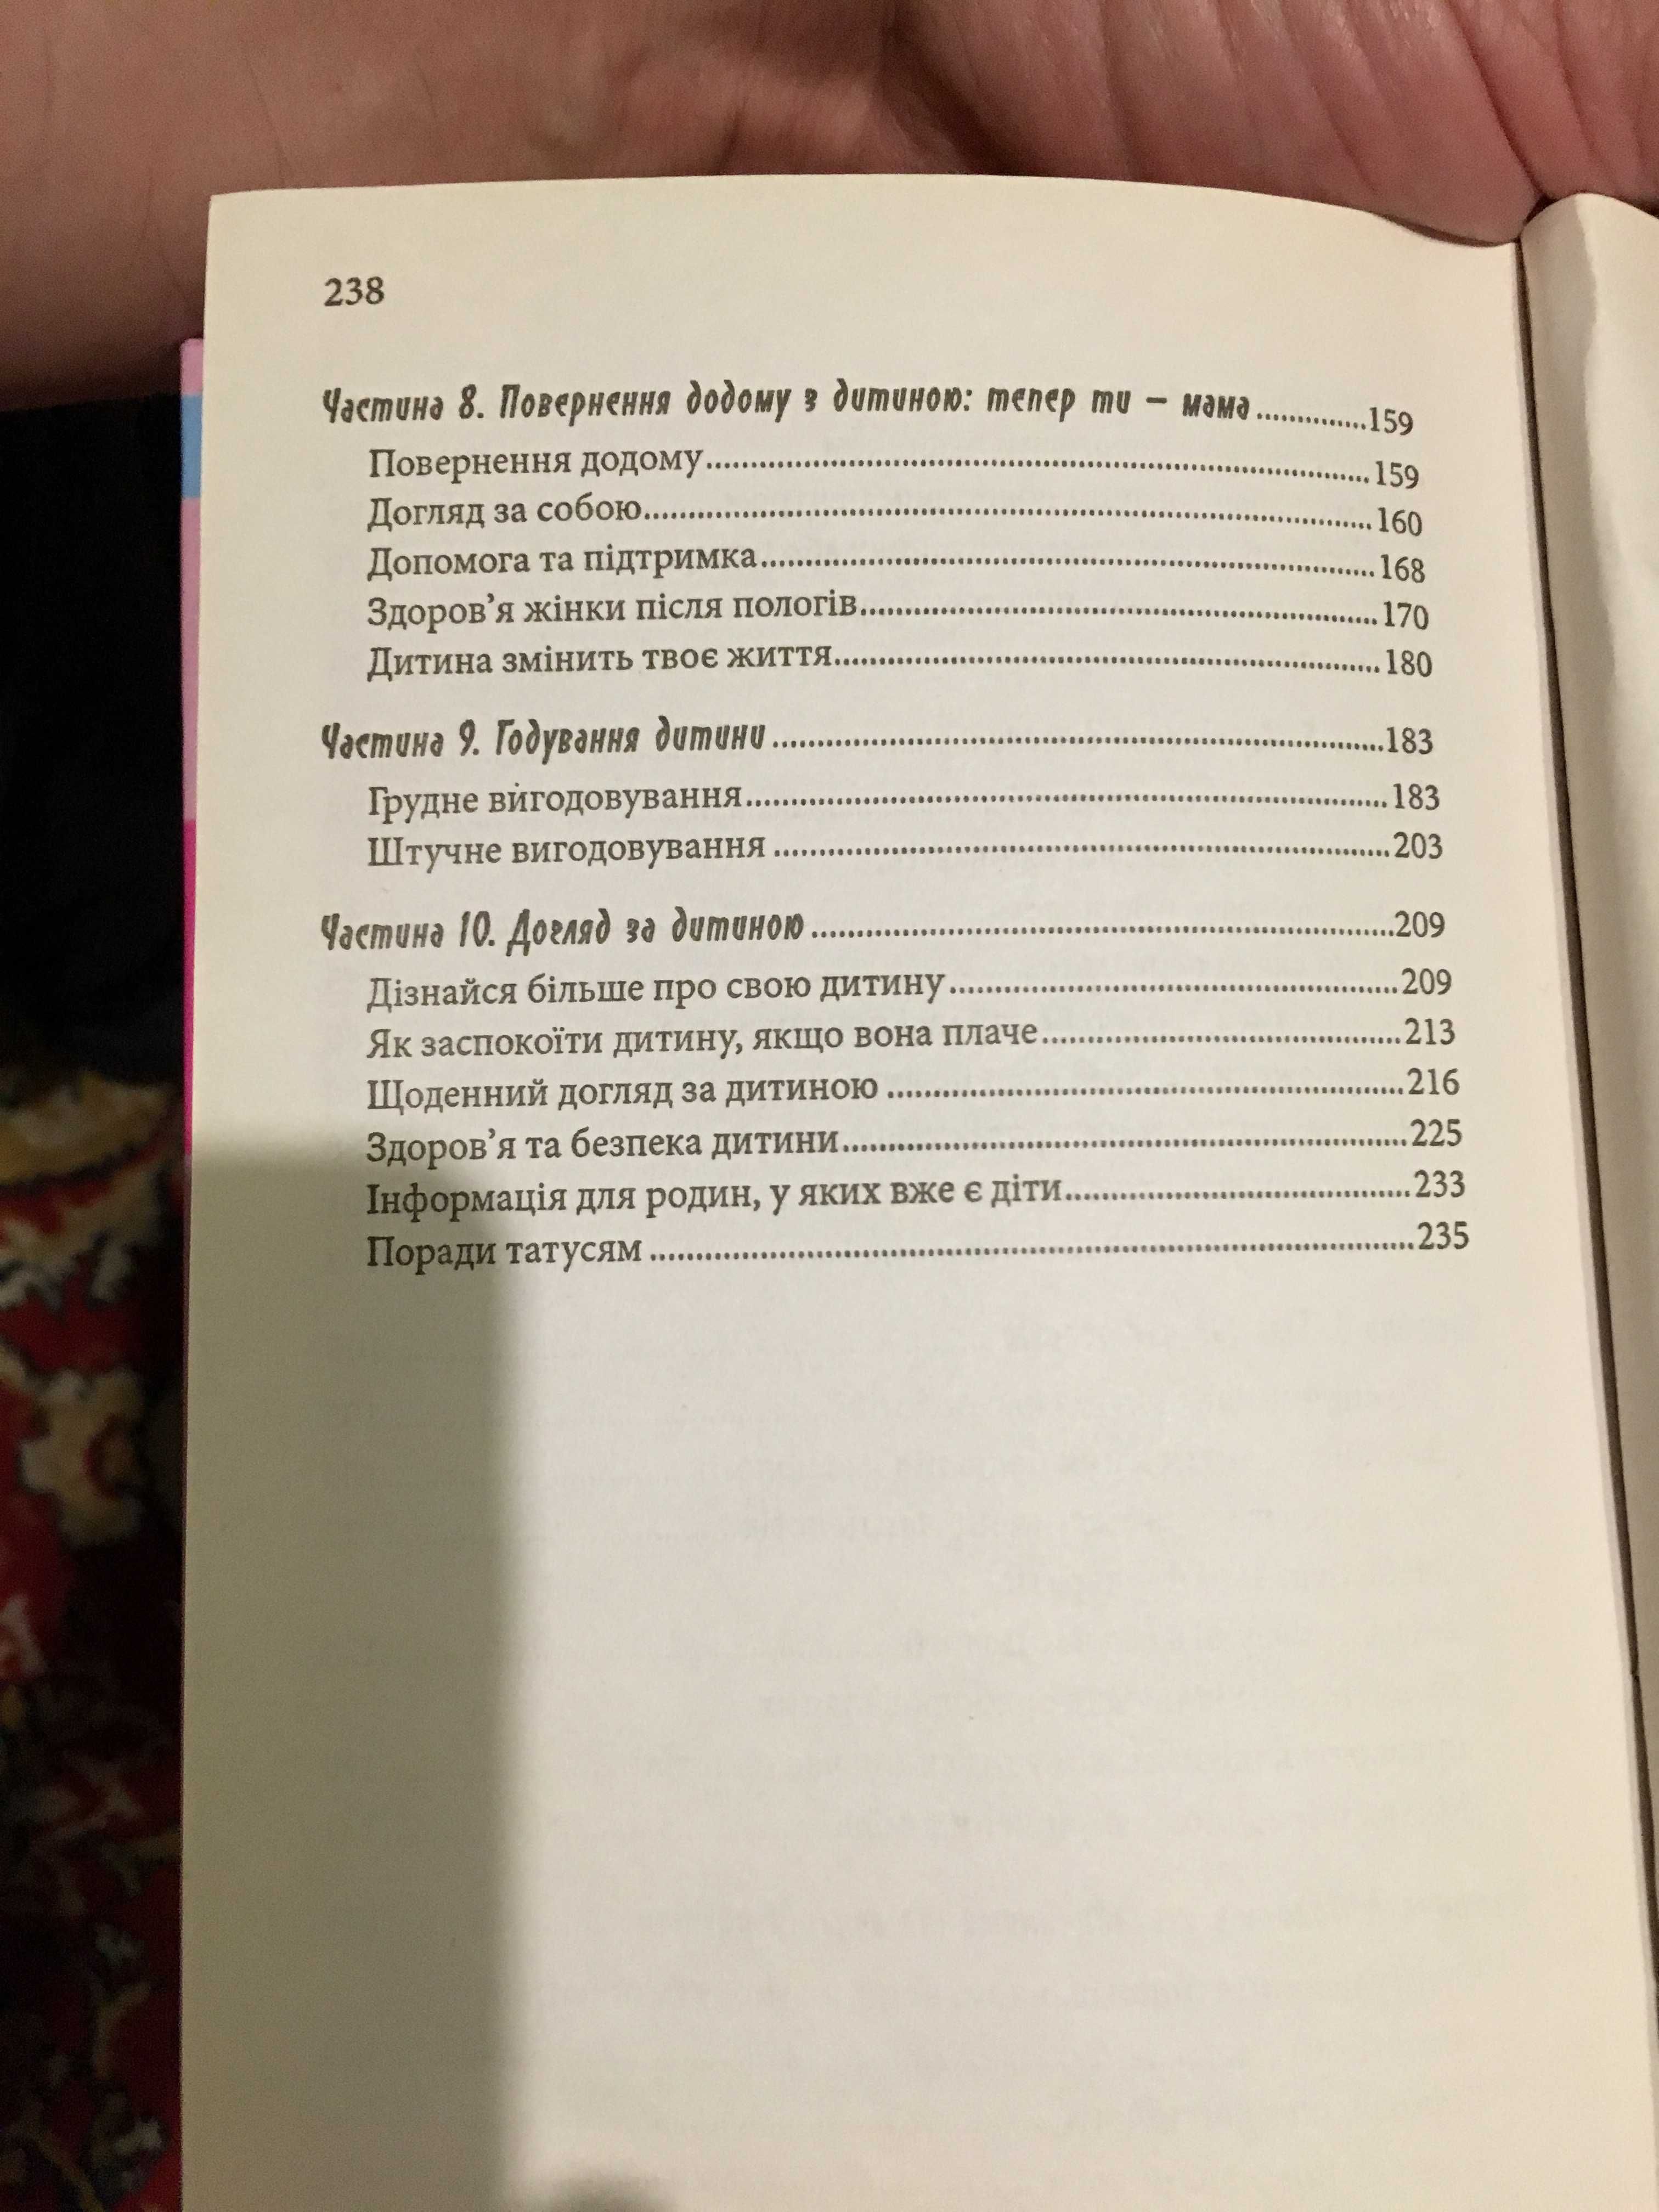 238
Частина 8. Повернення додому з дитиною: тепер ти – мама..............159
Повернення додому..............159
Догляд за собою..............160
Допомога та підтримка..............168
Здоров’я жінки після пологів..............170
Дитина змінить твоє життя..............180
Частина 9. Годування дитини..............183
Грудне вигодовування..............183
Штучне вигодовування..............203
Частина 10. Догляд за дитиною..............209
Дізнайся більше про свою дитину..............209
Як заспокоїти дитину, якщо вона плаче..............213
Щоденний догляд за дитиною..............216
Здоров’я та безпека дитини..............225
Інформація для родин, у яких вже є діти..............233
Поради татусям..............235